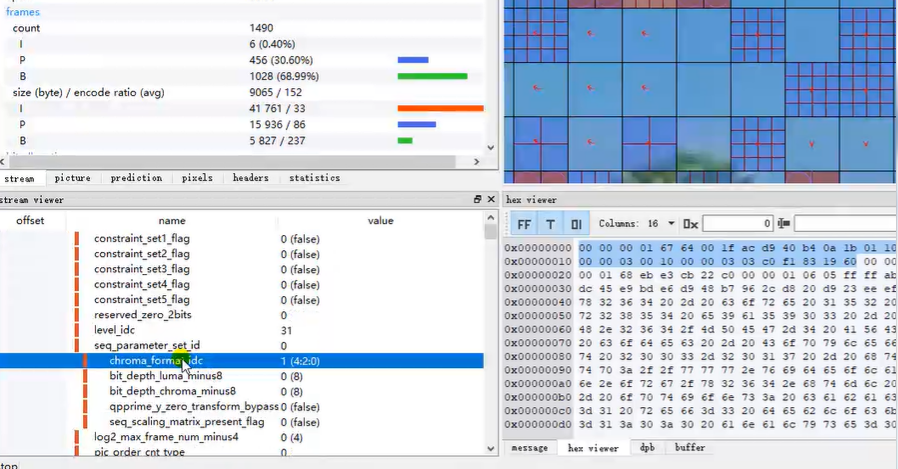 frames
count 1490
I 6 (0.40%)
P 456 (30.60%)
B 1028 (68.99%)
size (byte) / encode ratio (avg) 9065 / 152
I 41 761 / 33
P 15 936 / 86
B 5 827 / 237
stream picture prediction pixels headers statistics
stream viewer
offset name value
constraint_set1_flag 0 (false)
constraint_set2_flag 0 (false)
constraint_set3_flag 0 (false)
constraint_set4_flag 0 (false)
constraint_set5_flag 0 (false)
reserved_zero_2bits 0
level_idc 31
seq_parameter_set_id 0
chroma_format_idc 1 (4:2:0)
bit_depth_luma_minus8 0 (8)
bit_depth_chroma_minus8 0 (8)
qpprime_y_zero_transform_bypass 0 (false)
seq_scaling_matrix_present_flag 0 (false)
log2_max_frame_num_minus4 0 (4)
pic_order_cnt_type 0
hex viewer
FF T Columns: 16 0x 0
0x00000000 00 00 00 01 67 64 00 1f ac d9 40 b4 0a 1b 01 10
0x00000010 00 00 03 00 10 00 00 03 03 c0 f1 83 19 60 00 00
0x00000020 00 01 68 eb e3 cb 22 c0 00 00 01 06 05 ff ff ab
0x00000030 dc 45 e9 bd e6 d9 48 b7 96 2c d8 20 d9 23 ee ef
0x00000040 78 32 36 34 20 2d 20 63 6f 72 65 20 31 35 32 20
0x00000050 72 32 38 35 34 20 65 39 61 35 39 30 33 20 2d 20
0x00000060 48 2e 32 36 34 2f 4d 50 45 47 2d 34 20 41 56 43
0x00000070 20 63 6f 64 65 63 20 2d 20 43 6f 70 79 6c 65 66
0x00000080 74 20 32 30 30 33 2d 32 30 31 37 20 2d 20 68 74
0x00000090 74 70 3a 2f 2f 77 77 77 2e 76 69 64 65 6f 6c 61
0x000000a0 6e 2e 6f 72 67 2f 78 32 36 34 2e 68 74 6d 6c 20
0x000000b0 2d 20 6f 70 74 69 6f 6e 73 3a 20 63 61 62 61 63
0x000000c0 3d 31 20 72 65 66 3d 33 20 64 65 62 6c 6f 63 6b
0x000000d0 3d 31 3a 30 3a 30 20 61 6e 61 6c 79 73 65 3d 30
message hex viewer dpb buffer